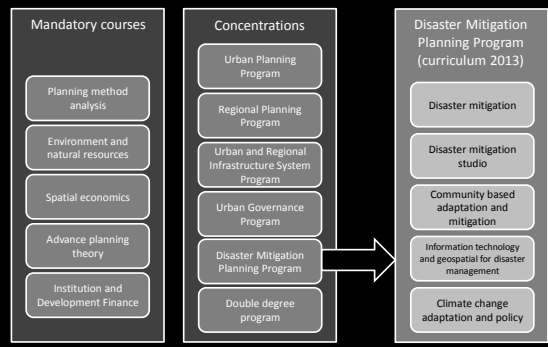 Mandatory courses
Planning method
analysis
Environment and
natural resources
Spatial economics
Advance planning
theory
Institution and
Development Finance
Concentrations
Urban Planning
Program
Regional Planning
Program
Urban and Regional
Infrastructure System
Program
Urban Governance
Program
Disaster Mitigation
Planning Program
Double degree
program
Disaster Mitigation
Planning Program
(curriculum 2013)
Disaster mitigation
Disaster mitigation
studio
Community based
adaptation and
mitigation
Information technology
and geospatial for disaster
management
Climate change
adaptation and policy